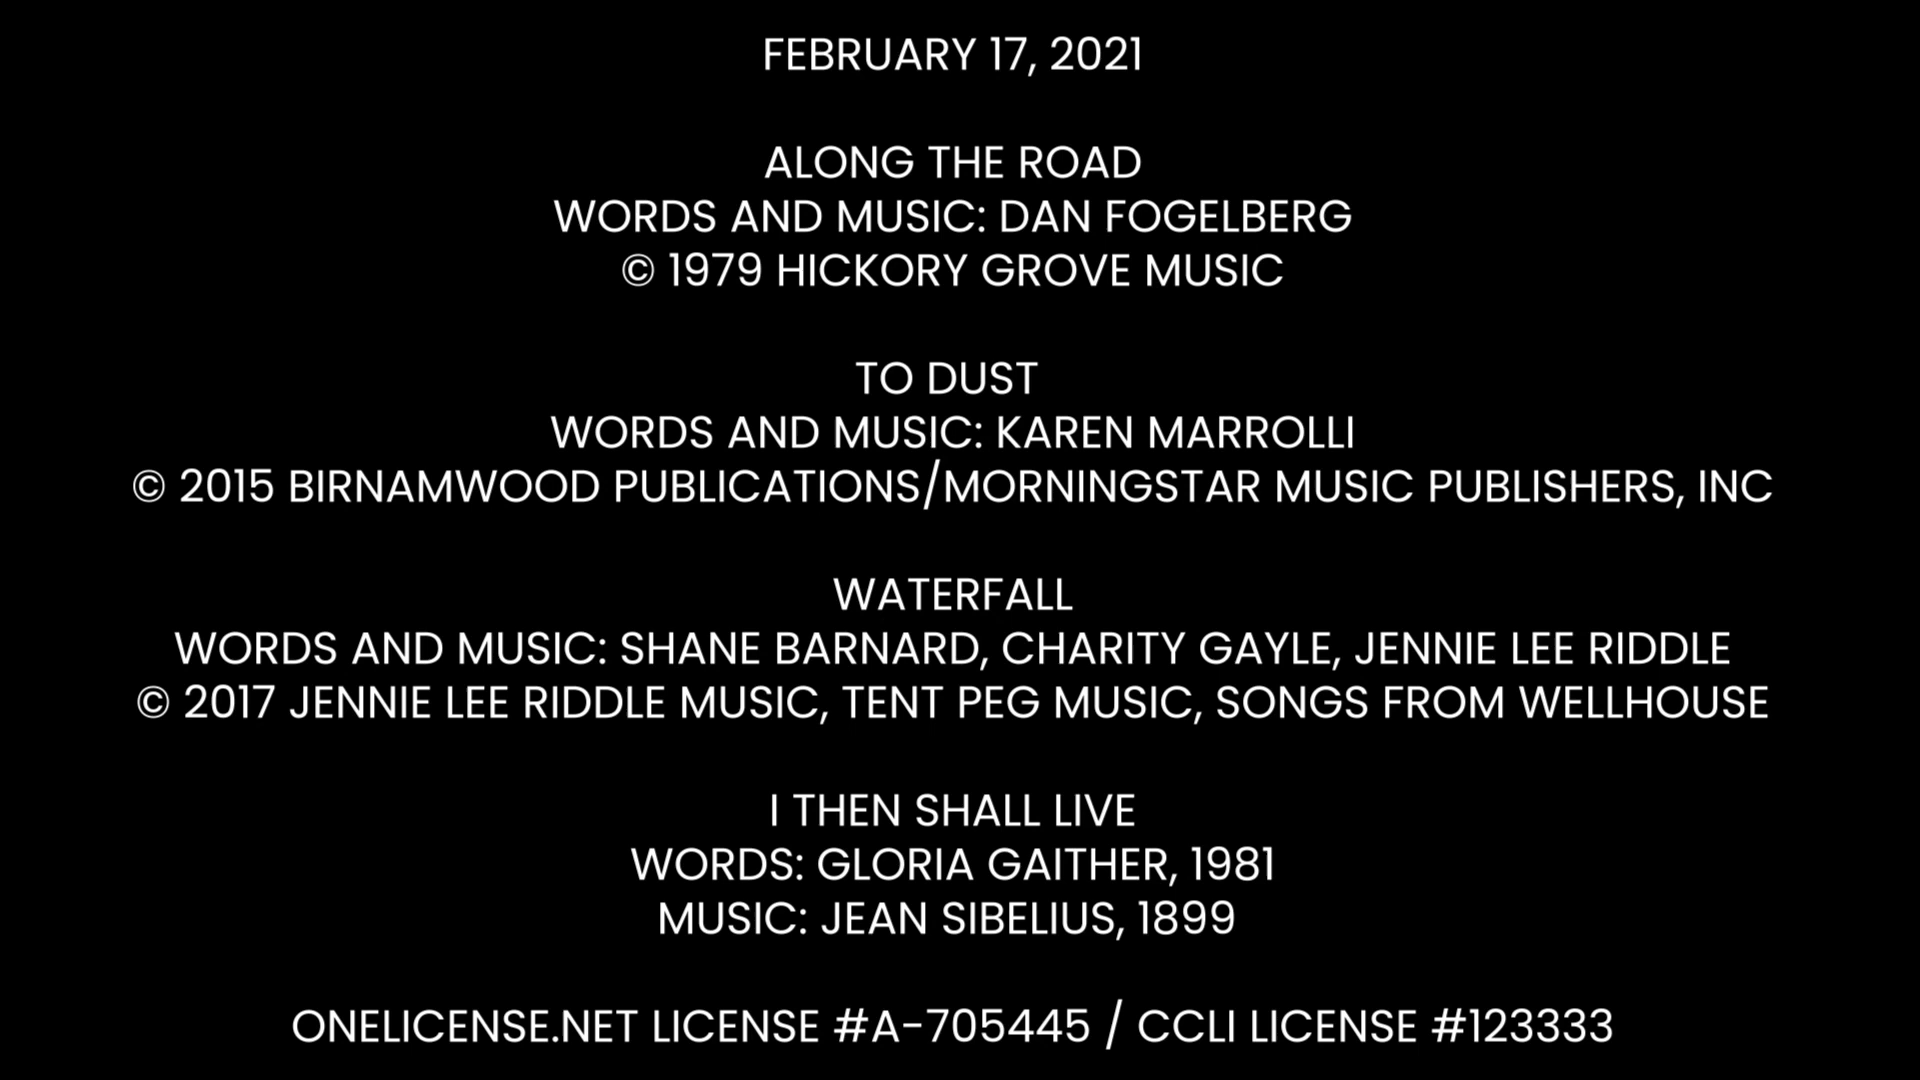 FEBRUARY 17, 2021
ALONG THE ROAD
WORDS AND MUSIC: DAN FOGELBERG
© 1979 HICKORY GROVE MUSIC
TO DUST
WORDS AND MUSIC: KAREN MARROLLI
© 2015 BIRNAMWOOD PUBLICATIONS/MORNINGSTAR MUSIC PUBLISHERS, INC
WATERFALL
WORDS AND MUSIC: SHANE BARNARD, CHARITY GAYLE, JENNIE LEE RIDDLE
© 2017 JENNIE LEE RIDDLE MUSIC, TENT PEG MUSIC, SONGS FROM WELLHOUSE
I THEN SHALL LIVE
WORDS: GLORIA GAITHER, 1981
MUSIC: JEAN SIBELIUS, 1899
ONELICENSE.NET LICENSE #A-705445 / CCLI LICENSE #123333